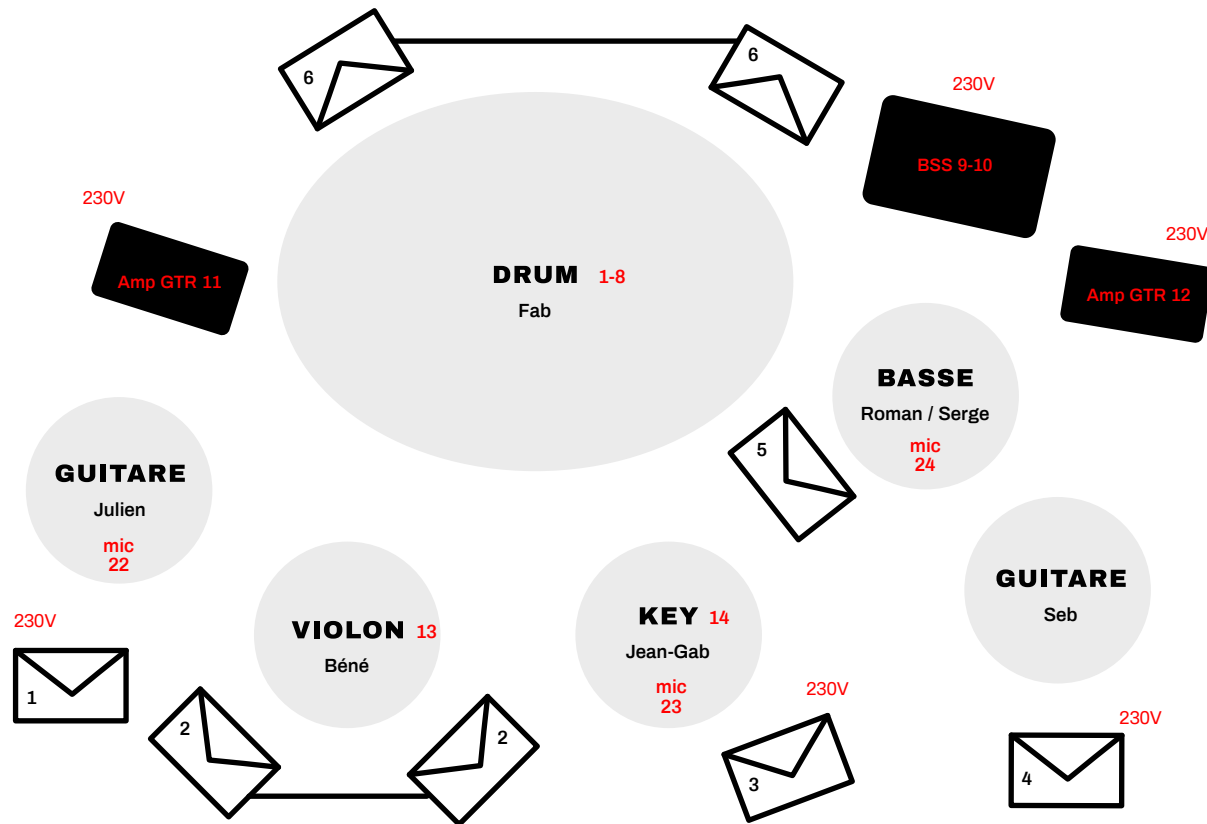 6
6
230V
BSS 9-10
230V
Amp GTR 11
230V
Amp GTR 12
DRUM 1-8
Fab
BASSE
Roman / Serge
mic
24
5
GUITARE
Julien
mic
22
GUITARE
Seb
230V
1
VIOLON 13
Béné
2
2
KEY 14
Jean-Gab
mic
23
230V
3
230V
4